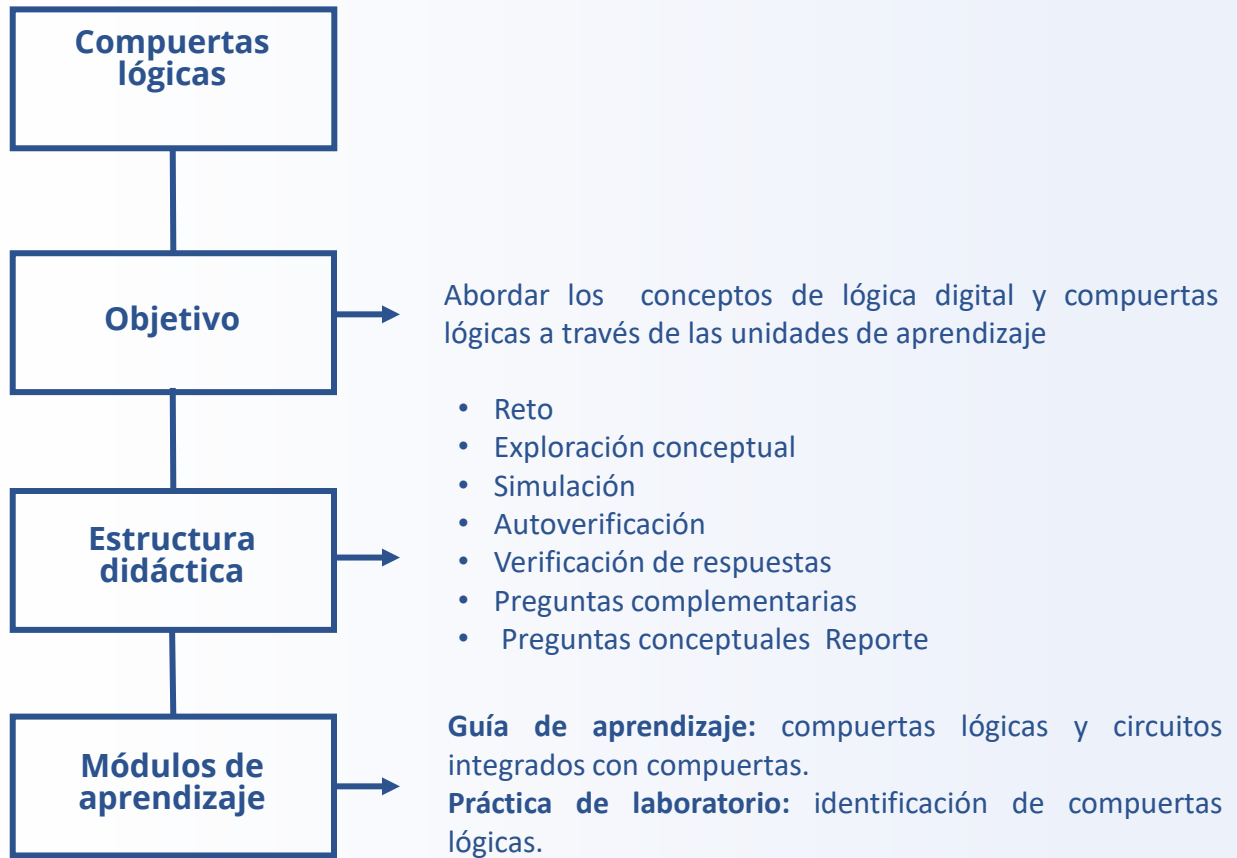 Compuertas
lógicas
Objetivo
Abordar los conceptos de lógica digital y compuertas
lógicas a través de las unidades de aprendizaje
Estructura
didáctica
• Reto
• Exploración conceptual
• Simulación
• Autoverificación
• Verificación de respuestas
• Preguntas complementarias
• Preguntas conceptuales Reporte
Módulos de
aprendizaje
Guía de aprendizaje: compuertas lógicas y circuitos
integrados con compuertas.
Práctica de laboratorio: identificación de compuertas
lógicas.